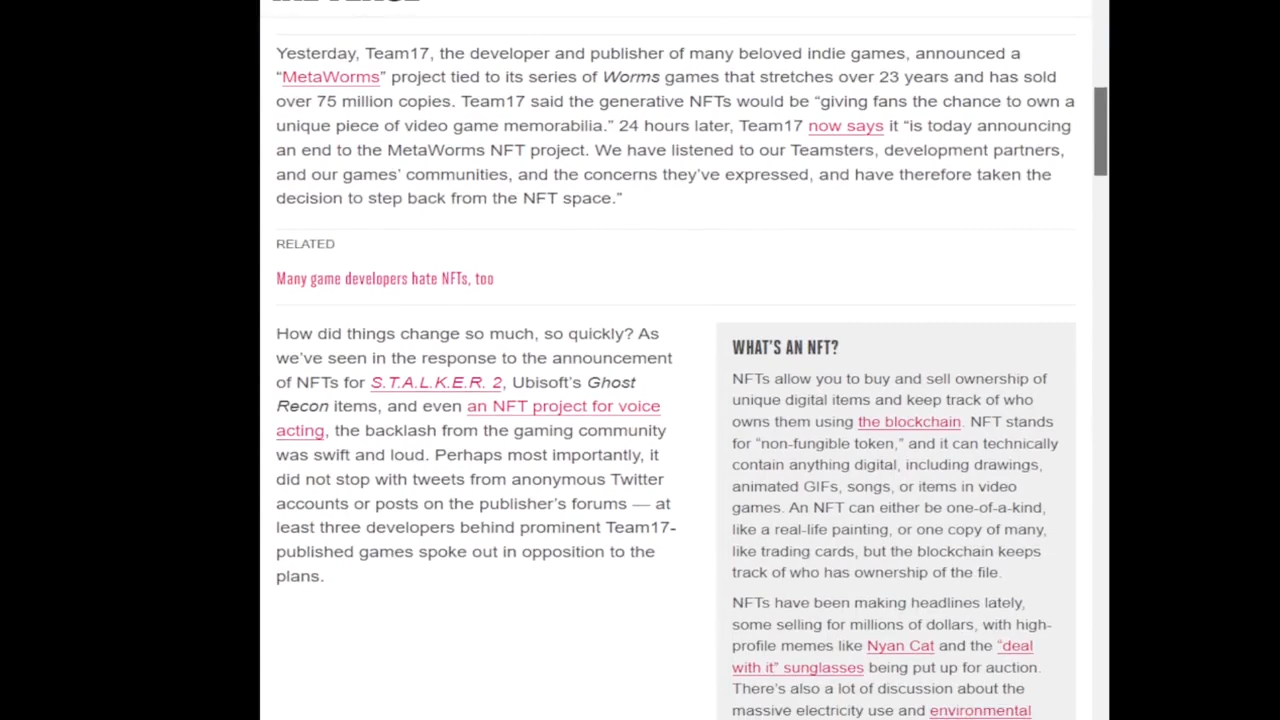 Yesterday, Team17, the developer and publisher of many beloved indie games, announced a
“MetaWorms” project tied to its series of Worms games that stretches over 23 years and has sold
over 75 million copies. Team17 said the generative NFTs would be “giving fans the chance to own a
unique piece of video game memorabilia.” 24 hours later, Team17 now says it “is today announcing
an end to the MetaWorms NFT project. We have listened to our Teamsters, development partners,
and our games’ communities, and the concerns they’ve expressed, and have therefore taken the
decision to step back from the NFT space.”
RELATED
Many game developers hate NFTs, too
How did things change so much, so quickly? As
we’ve seen in the response to the announcement
of NFTs for S.T.A.L.K.E.R. 2, Ubisoft’s Ghost
Recon items, and even an NFT project for voice
acting, the backlash from the gaming community
was swift and loud. Perhaps most importantly, it
did not stop with tweets from anonymous Twitter
accounts or posts on the publisher’s forums — at
least three developers behind prominent Team17-
published games spoke out in opposition to the
plans.
WHAT’S AN NFT?
NFTs allow you to buy and sell ownership of
unique digital items and keep track of who
owns them using the blockchain. NFT stands
for “non-fungible token,” and it can technically
contain anything digital, including drawings,
animated GIFs, songs, or items in video
games. An NFT can either be one-of-a-kind,
like a real-life painting, or one copy of many,
like trading cards, but the blockchain keeps
track of who has ownership of the file.
NFTs have been making headlines lately,
some selling for millions of dollars, with high-
profile memes like Nyan Cat and the “deal
with it” sunglasses being put up for auction.
There’s also a lot of discussion about the
massive electricity use and environmental